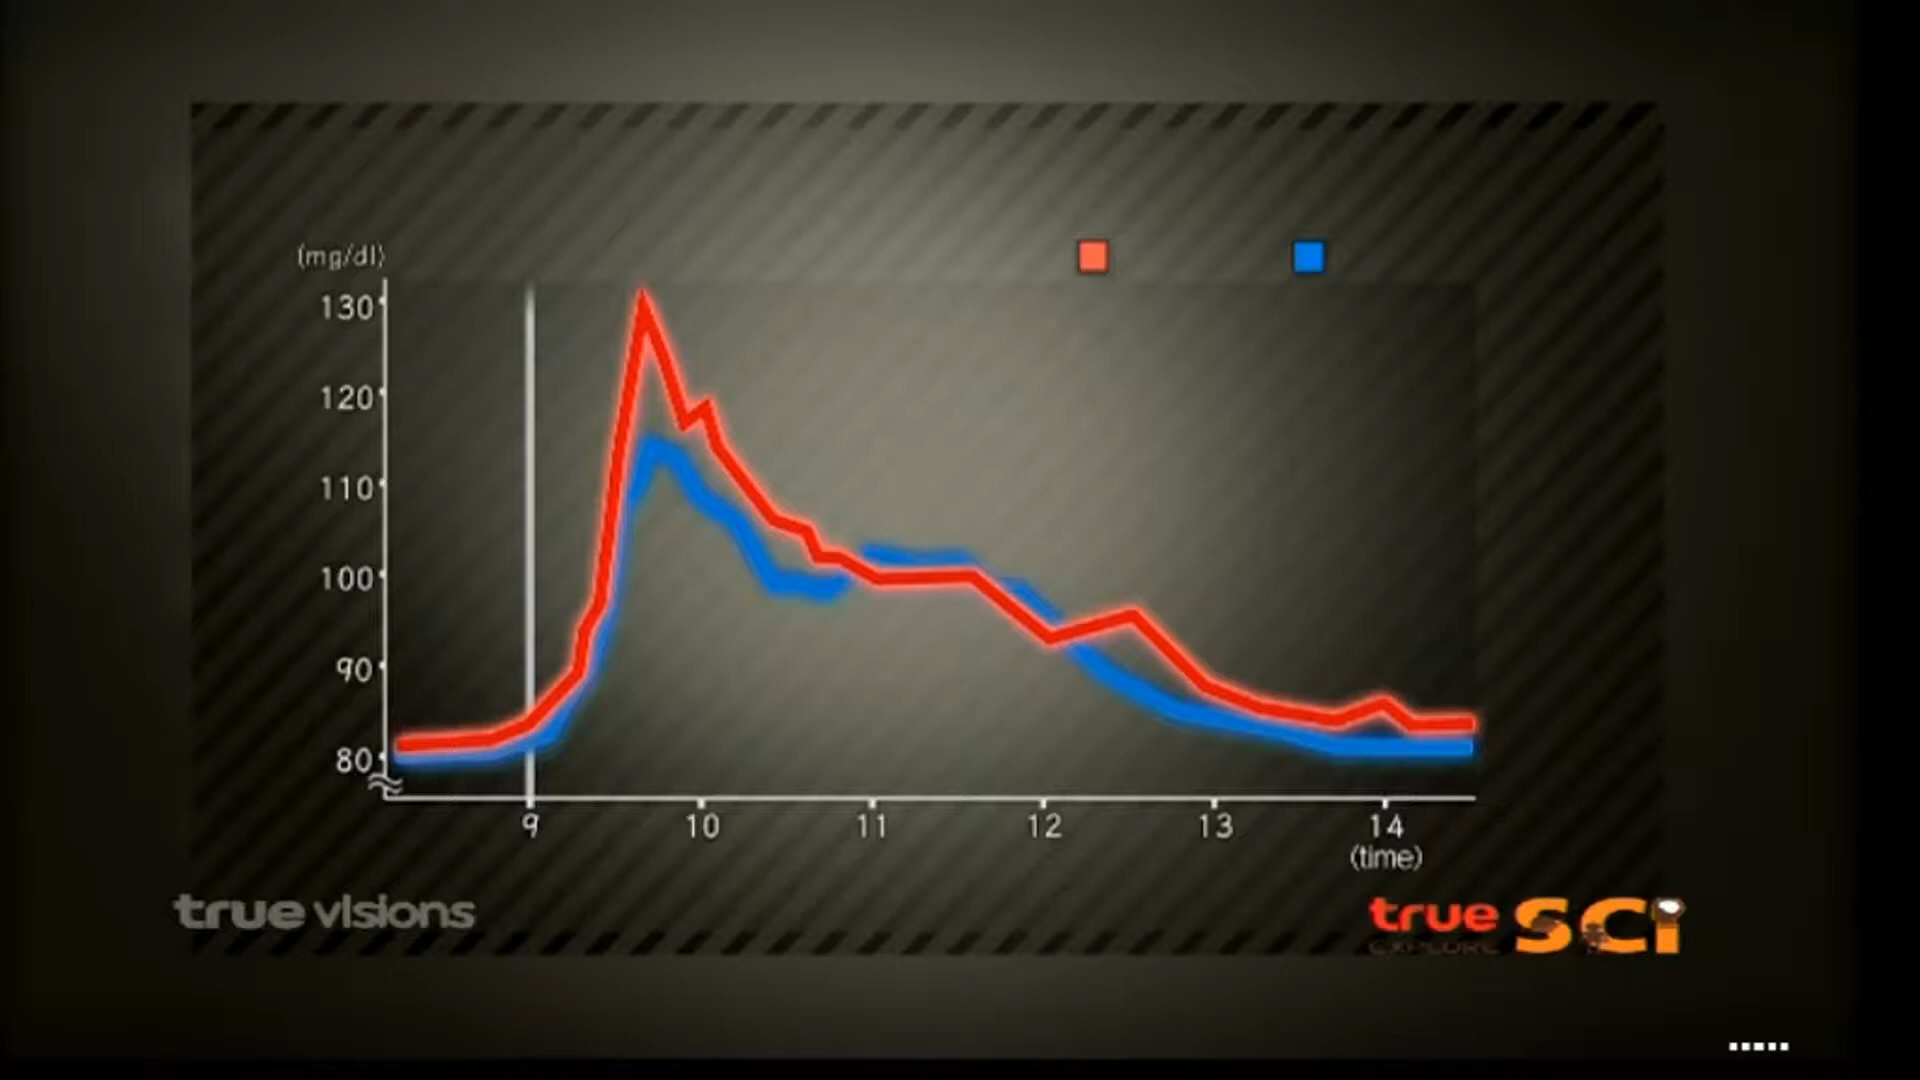 (mg/dl)
130
120
110
100
90
80
9 10 11 12 13 14
(time)
true visions
true sci
EXPLORE